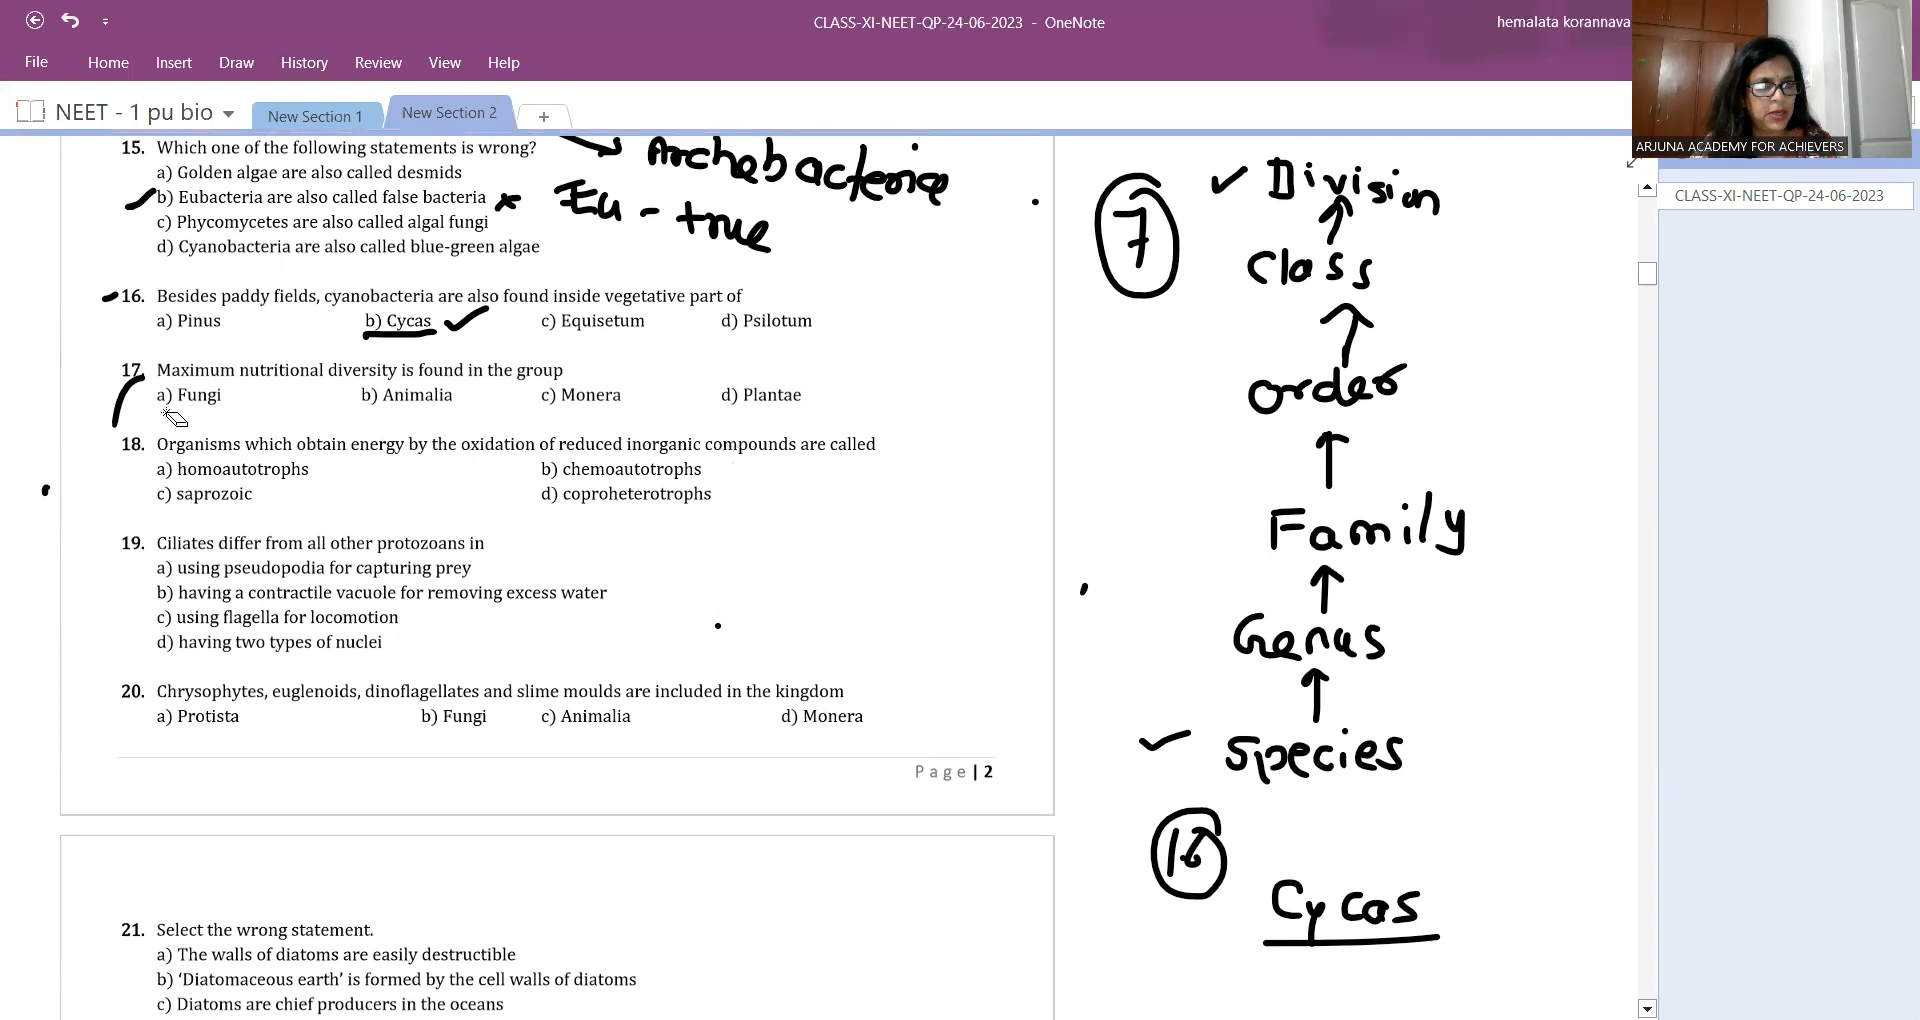 CLASS-XI-NEET-QP-24-06-2023 - OneNote
hemalata korannava
File Home Insert Draw History Review View Help
NEET - 1 pu bio
New Section 1
New Section 2
+
ARJUNA ACADEMY FOR ACHIEVERS
CLASS-XI-NEET-QP-24-06-2023
15. Which one of the following statements is wrong?
a) Golden algae are also called desmids
b) Eubacteria are also called false bacteria
c) Phycomycetes are also called algal fungi
d) Cyanobacteria are also called blue-green algae
Archebacteria
Eu - true
16. Besides paddy fields, cyanobacteria are also found inside vegetative part of
a) Pinus b) Cycas c) Equisetum d) Psilotum
17. Maximum nutritional diversity is found in the group
a) Fungi b) Animalia c) Monera d) Plantae
18. Organisms which obtain energy by the oxidation of reduced inorganic compounds are called
a) homoautotrophs b) chemoautotrophs
c) saprozoic d) coproheterotrophs
19. Ciliates differ from all other protozoans in
a) using pseudopodia for capturing prey
b) having a contractile vacuole for removing excess water
c) using flagella for locomotion
d) having two types of nuclei
20. Chrysophytes, euglenoids, dinoflagellates and slime moulds are included in the kingdom
a) Protista b) Fungi c) Animalia d) Monera
Page | 2
21. Select the wrong statement.
a) The walls of diatoms are easily destructible
b) ‘Diatomaceous earth’ is formed by the cell walls of diatoms
c) Diatoms are chief producers in the oceans
7
Division
Class
order
Family
Genus
Species
16
Cycas